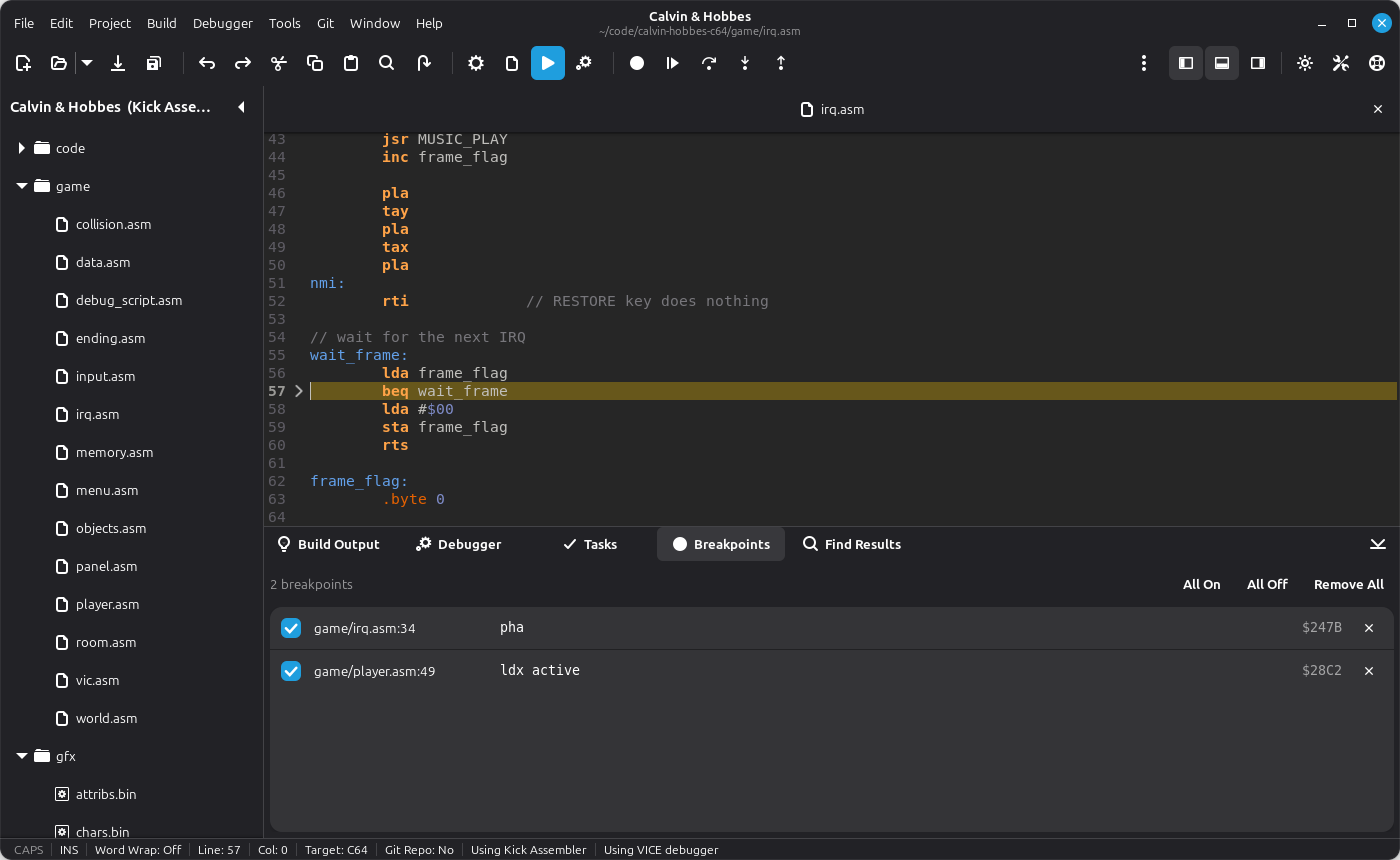 File Edit Project Build Debugger Tools Git Window Help
Calvin & Hobbes
~/code/calvin-hobbes-c64/game/irq.asm
Calvin & Hobbes (Kick Asse...
code
game
collision.asm
data.asm
debug_script.asm
ending.asm
input.asm
irq.asm
memory.asm
menu.asm
objects.asm
panel.asm
player.asm
room.asm
vic.asm
world.asm
gfx
attribs.bin
chars.bin
irq.asm
43 jsr MUSIC_PLAY
44 inc frame_flag
45
46 pla
47 tay
48 pla
49 tax
50 pla
51 nmi:
52 rti // RESTORE key does nothing
53
54 // wait for the next IRQ
55 wait_frame:
56 lda frame_flag
57 beq wait_frame
58 lda #$00
59 sta frame_flag
60 rts
61
62 frame_flag:
63 .byte 0
64
Build Output Debugger Tasks Breakpoints Find Results
2 breakpoints All On All Off Remove All
game/irq.asm:34 pha $247B
game/player.asm:49 ldx active $28C2
CAPS INS Word Wrap: Off Line: 57 Col: 0 Target: C64 Git Repo: No Using Kick Assembler Using VICE debugger